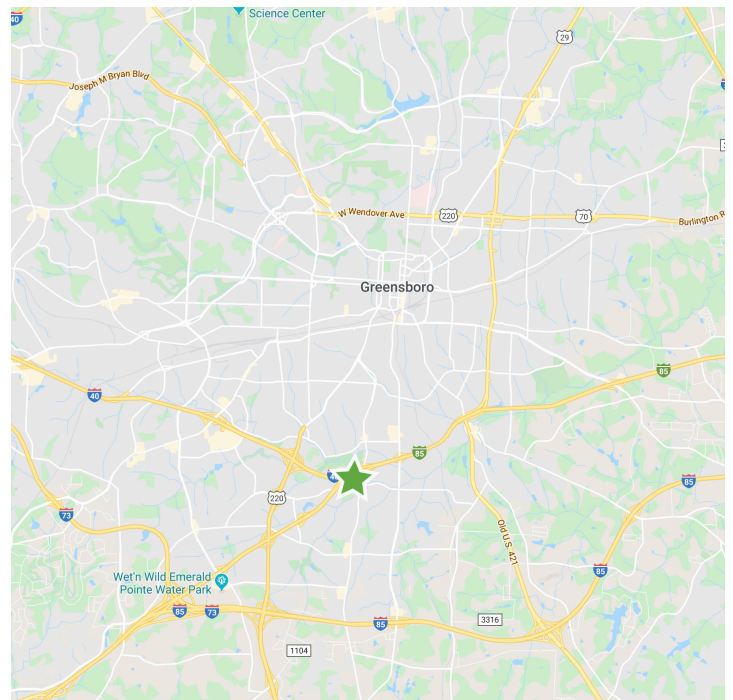 Science Center
40
29
Joseph M Bryan Blvd
W Wendover Ave
220
70
Burlington R
Greensboro
85
40
85
220
85
73
Old U.S. 421
85
Wet'n Wild Emerald
Pointe Water Park
85
73
85
3316
1104